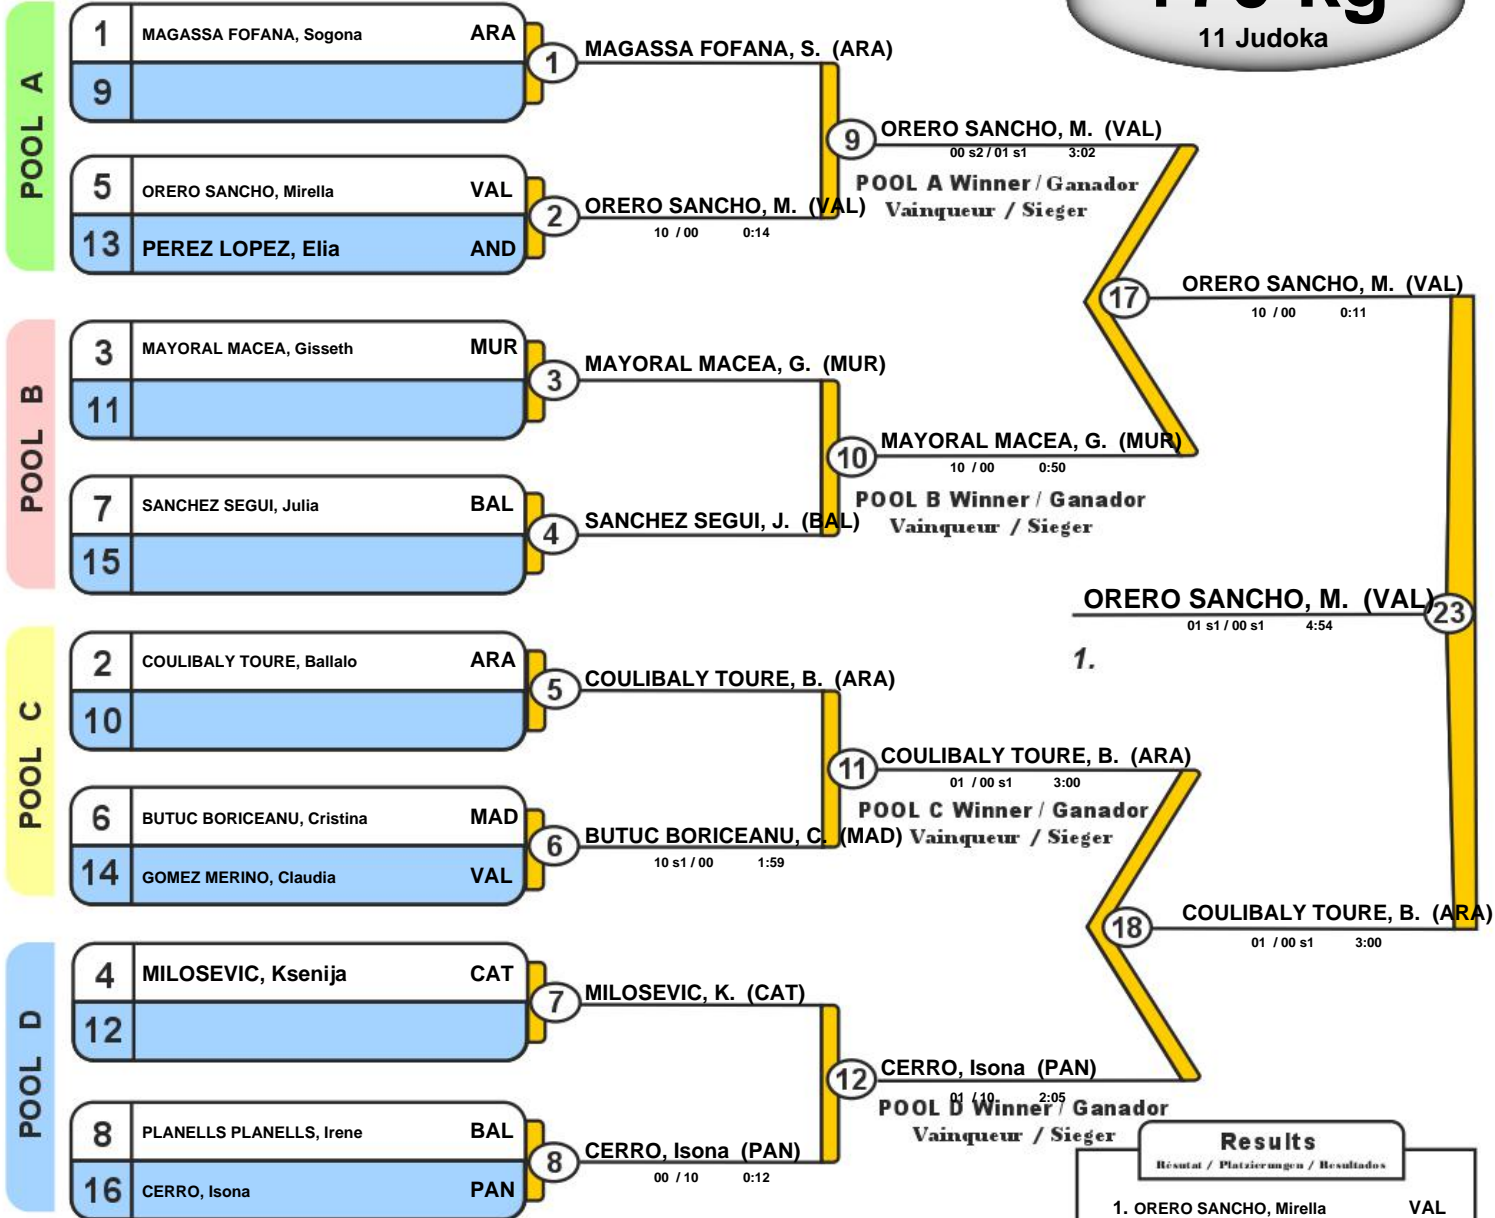 11 Judoka
POOL A
1 MAGASSA FOFANA, Sogona ARA
9
5 ORERO SANCHO, Mirella VAL
13 PEREZ LOPEZ, Elia AND
1 MAGASSA FOFANA, S. (ARA)
2 ORERO SANCHO, M. (VAL)
10 / 00 0:14
9 ORERO SANCHO, M. (VAL)
00 s2 / 01 s1 3:02
POOL A Winner / Ganador
Vainqueur / Sieger
POOL B
3 MAYORAL MACEA, Gisseth MUR
11
7 SANCHEZ SEGUI, Julia BAL
15
3 MAYORAL MACEA, G. (MUR)
4 SANCHEZ SEGUI, J. (BAL)
10 MAYORAL MACEA, G. (MUR)
10 / 00 0:50
POOL B Winner / Ganador
Vainqueur / Sieger
17 ORERO SANCHO, M. (VAL)
10 / 00 0:11
ORERO SANCHO, M. (VAL) 23
01 s1 / 00 s1 4:54
1.
POOL C
2 COULIBALY TOURE, Ballalo ARA
10
6 BUTUC BORICEANU, Cristina MAD
14 GOMEZ MERINO, Claudia VAL
5 COULIBALY TOURE, B. (ARA)
6 BUTUC BORICEANU, C. (MAD)
10 s1 / 00 1:59
11 COULIBALY TOURE, B. (ARA)
01 / 00 s1 3:00
POOL C Winner / Ganador
Vainqueur / Sieger
18 COULIBALY TOURE, B. (ARA)
01 / 00 s1 3:00
POOL D
4 MILOSEVIC, Ksenija CAT
12
8 PLANELLS PLANELLS, Irene BAL
16 CERRO, Isona PAN
7 MILOSEVIC, K. (CAT)
8 CERRO, Isona (PAN)
00 / 10 0:12
12 CERRO, Isona (PAN)
01 / 10 2:05
POOL D Winner / Ganador
Vainqueur / Sieger
Results
Résutat / Platzierungen / Resultados
1. ORERO SANCHO, Mirella VAL